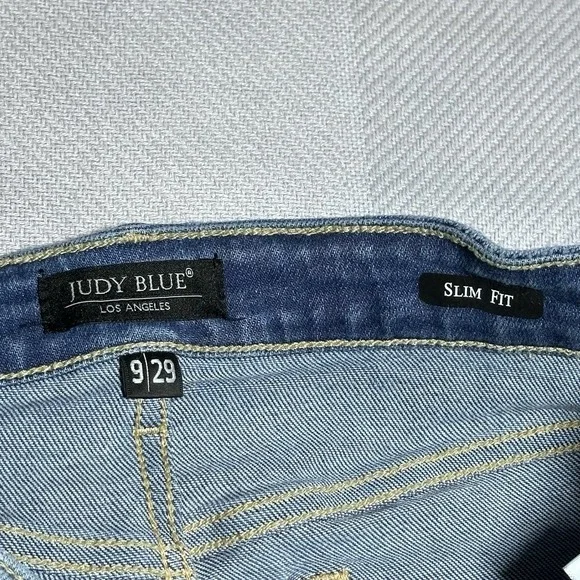 JUDY BLUE®
LOS ANGELES
SLIM FIT
9|29